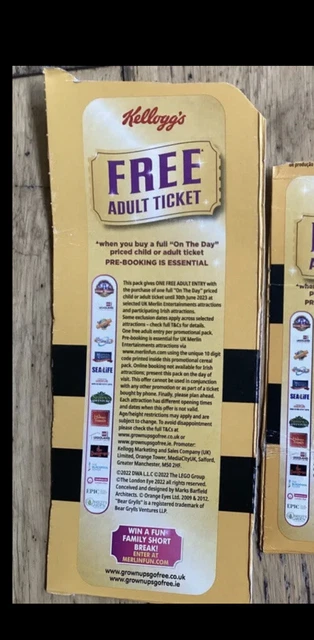 Kellogg's
FREE*
ADULT TICKET
*when you buy a full "On The Day"
priced child or adult ticket
PRE-BOOKING IS ESSENTIAL
This pack gives ONE FREE ADULT ENTRY with
the purchase of one full "On The Day" priced
child or adult ticket until 30th June 2023 at
selected UK Merlin Entertainments attractions
and participating Irish attractions.
Some exclusion dates apply across selected
attractions – check full T&Cs for details.
One free adult entry per promotional pack.
Pre-booking is essential for UK Merlin
Entertainments attractions via
www.merlinfun.com using the unique 10 digit
code printed inside this promotional cereal
pack. Online booking not available for Irish
attractions; present this pack on the day of
visit. This offer cannot be used in conjunction
with any other promotion or as part of a ticket
bought by phone. Finally, please plan ahead.
Each attraction has different opening times
and dates when this offer is not valid.
Age/height restrictions may apply and are
subject to change. To avoid disappointment
please check the full T&Cs at
www.grownupsgofree.co.uk or
www.grownupsgofree.ie. Promoter:
Kellogg Marketing and Sales Company (UK)
Limited, Orange Tower, MediaCityUK, Salford,
Greater Manchester, M50 2HF.
©2022 DWA L.L.C ©2022 The LEGO Group
©The London Eye 2022 all rights reserved.
Conceived and designed by Marks Barfield
Architects. © Orange Eyes Ltd. 2009 & 2012.
"Bear Grylls" is a registered trademark of
Bear Grylls Ventures LLP.
SEA LIFE
EPIC
WIN A FUN
FAMILY SHORT
BREAK!
ENTER AT
MERLINFUN.COM
www.grownupsgofree.co.uk
www.grownupsgofree.ie
SEA LIFE
EPIC